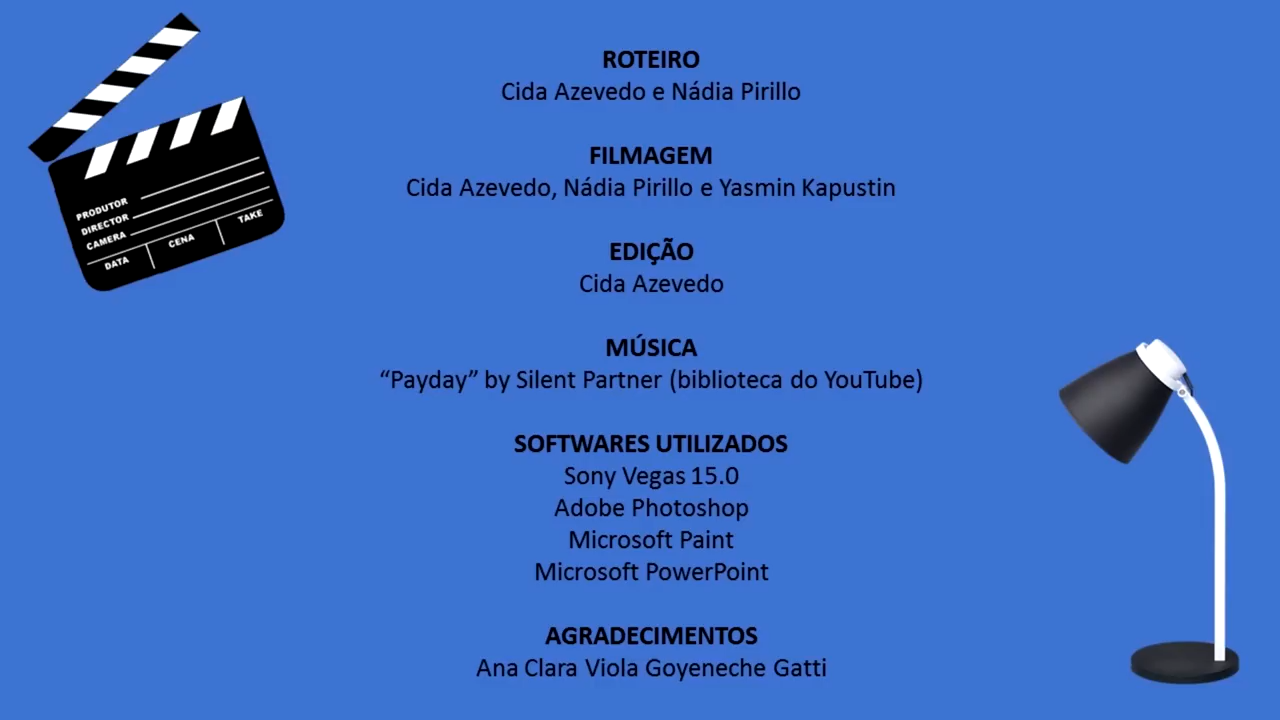 ROTEIRO
Cida Azevedo e Nádia Pirillo
FILMAGEM
Cida Azevedo, Nádia Pirillo e Yasmin Kapustin
EDIÇÃO
Cida Azevedo
MÚSICA
“Payday” by Silent Partner (biblioteca do YouTube)
SOFTWARES UTILIZADOS
Sony Vegas 15.0
Adobe Photoshop
Microsoft Paint
Microsoft PowerPoint
AGRADECIMENTOS
Ana Clara Viola Goyeneche Gatti
PRODUTOR
DIRECTOR
CAMERA
DATA CENA TAKE